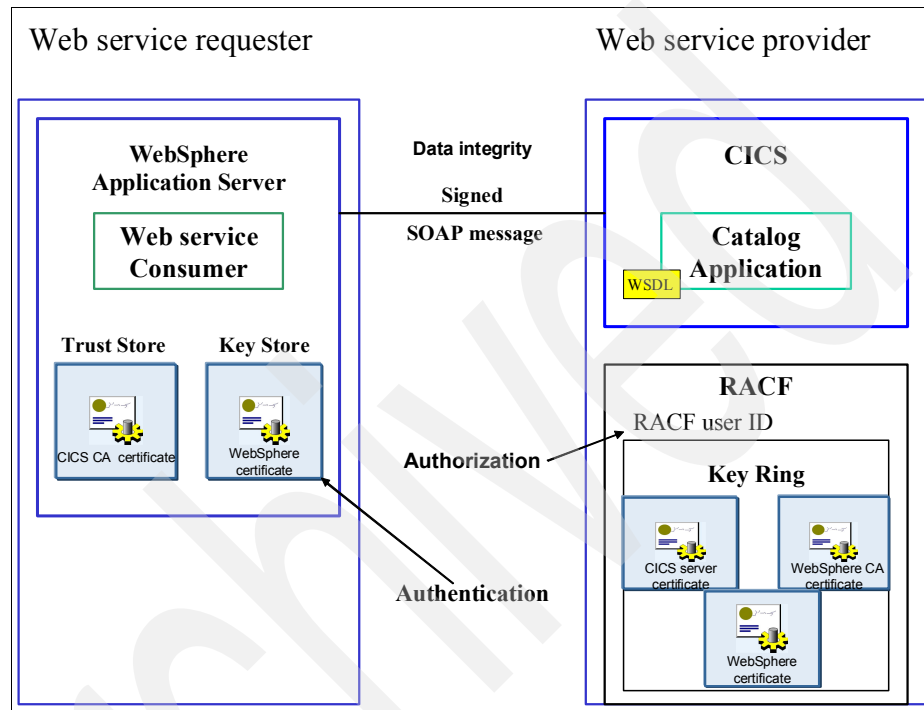 Web service requester
Web service provider
WebSphere
Application Server
Web service
Consumer
Trust Store
Key Store
CICS CA certificate
WebSphere
certificate
Data integrity
Signed
SOAP message
Authorization
Authentication
CICS
Catalog
Application
WSDL
RACF
RACF user ID
Key Ring
CICS server
certificate
WebSphere CA
certificate
WebSphere
certificate
chived